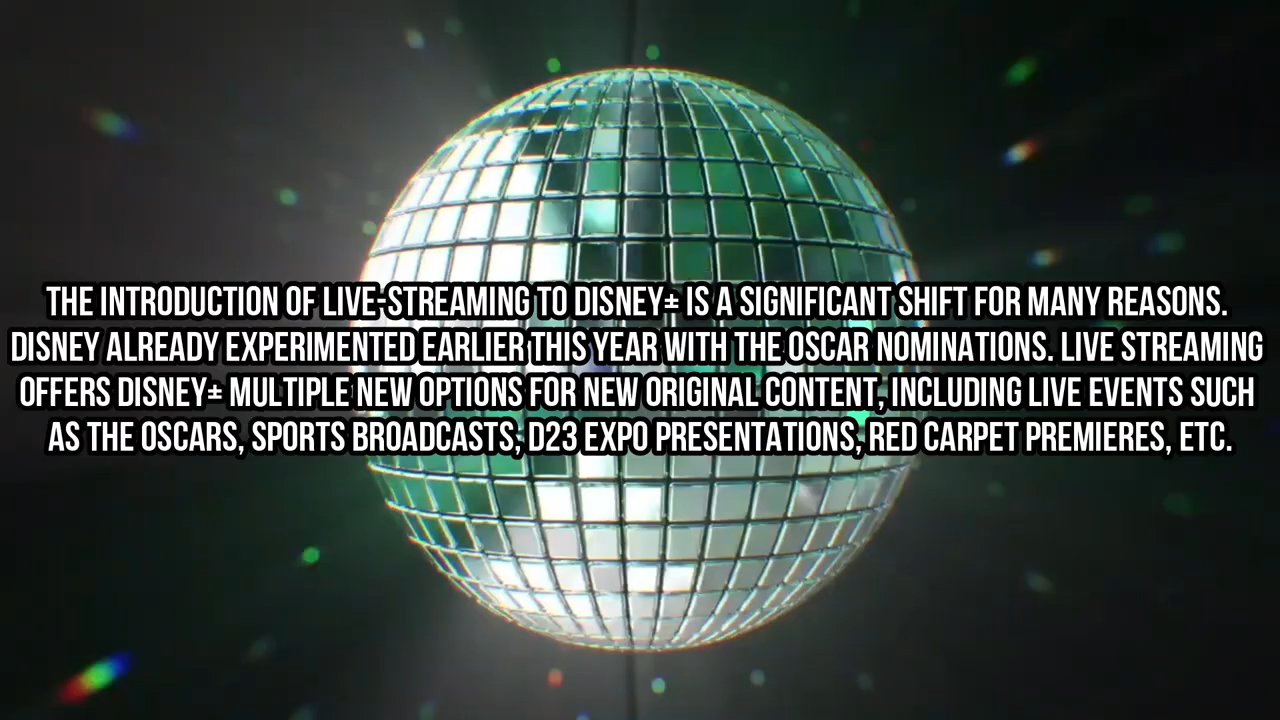 THE INTRODUCTION OF LIVE-STREAMING TO DISNEY± IS A SIGNIFICANT SHIFT FOR MANY REASONS.
DISNEY ALREADY EXPERIMENTED EARLIER THIS YEAR WITH THE OSCAR NOMINATIONS. LIVE STREAMING
OFFERS DISNEY± MULTIPLE NEW OPTIONS FOR NEW ORIGINAL CONTENT, INCLUDING LIVE EVENTS SUCH
AS THE OSCARS, SPORTS BROADCASTS, D23 EXPO PRESENTATIONS, RED CARPET PREMIERES, ETC.